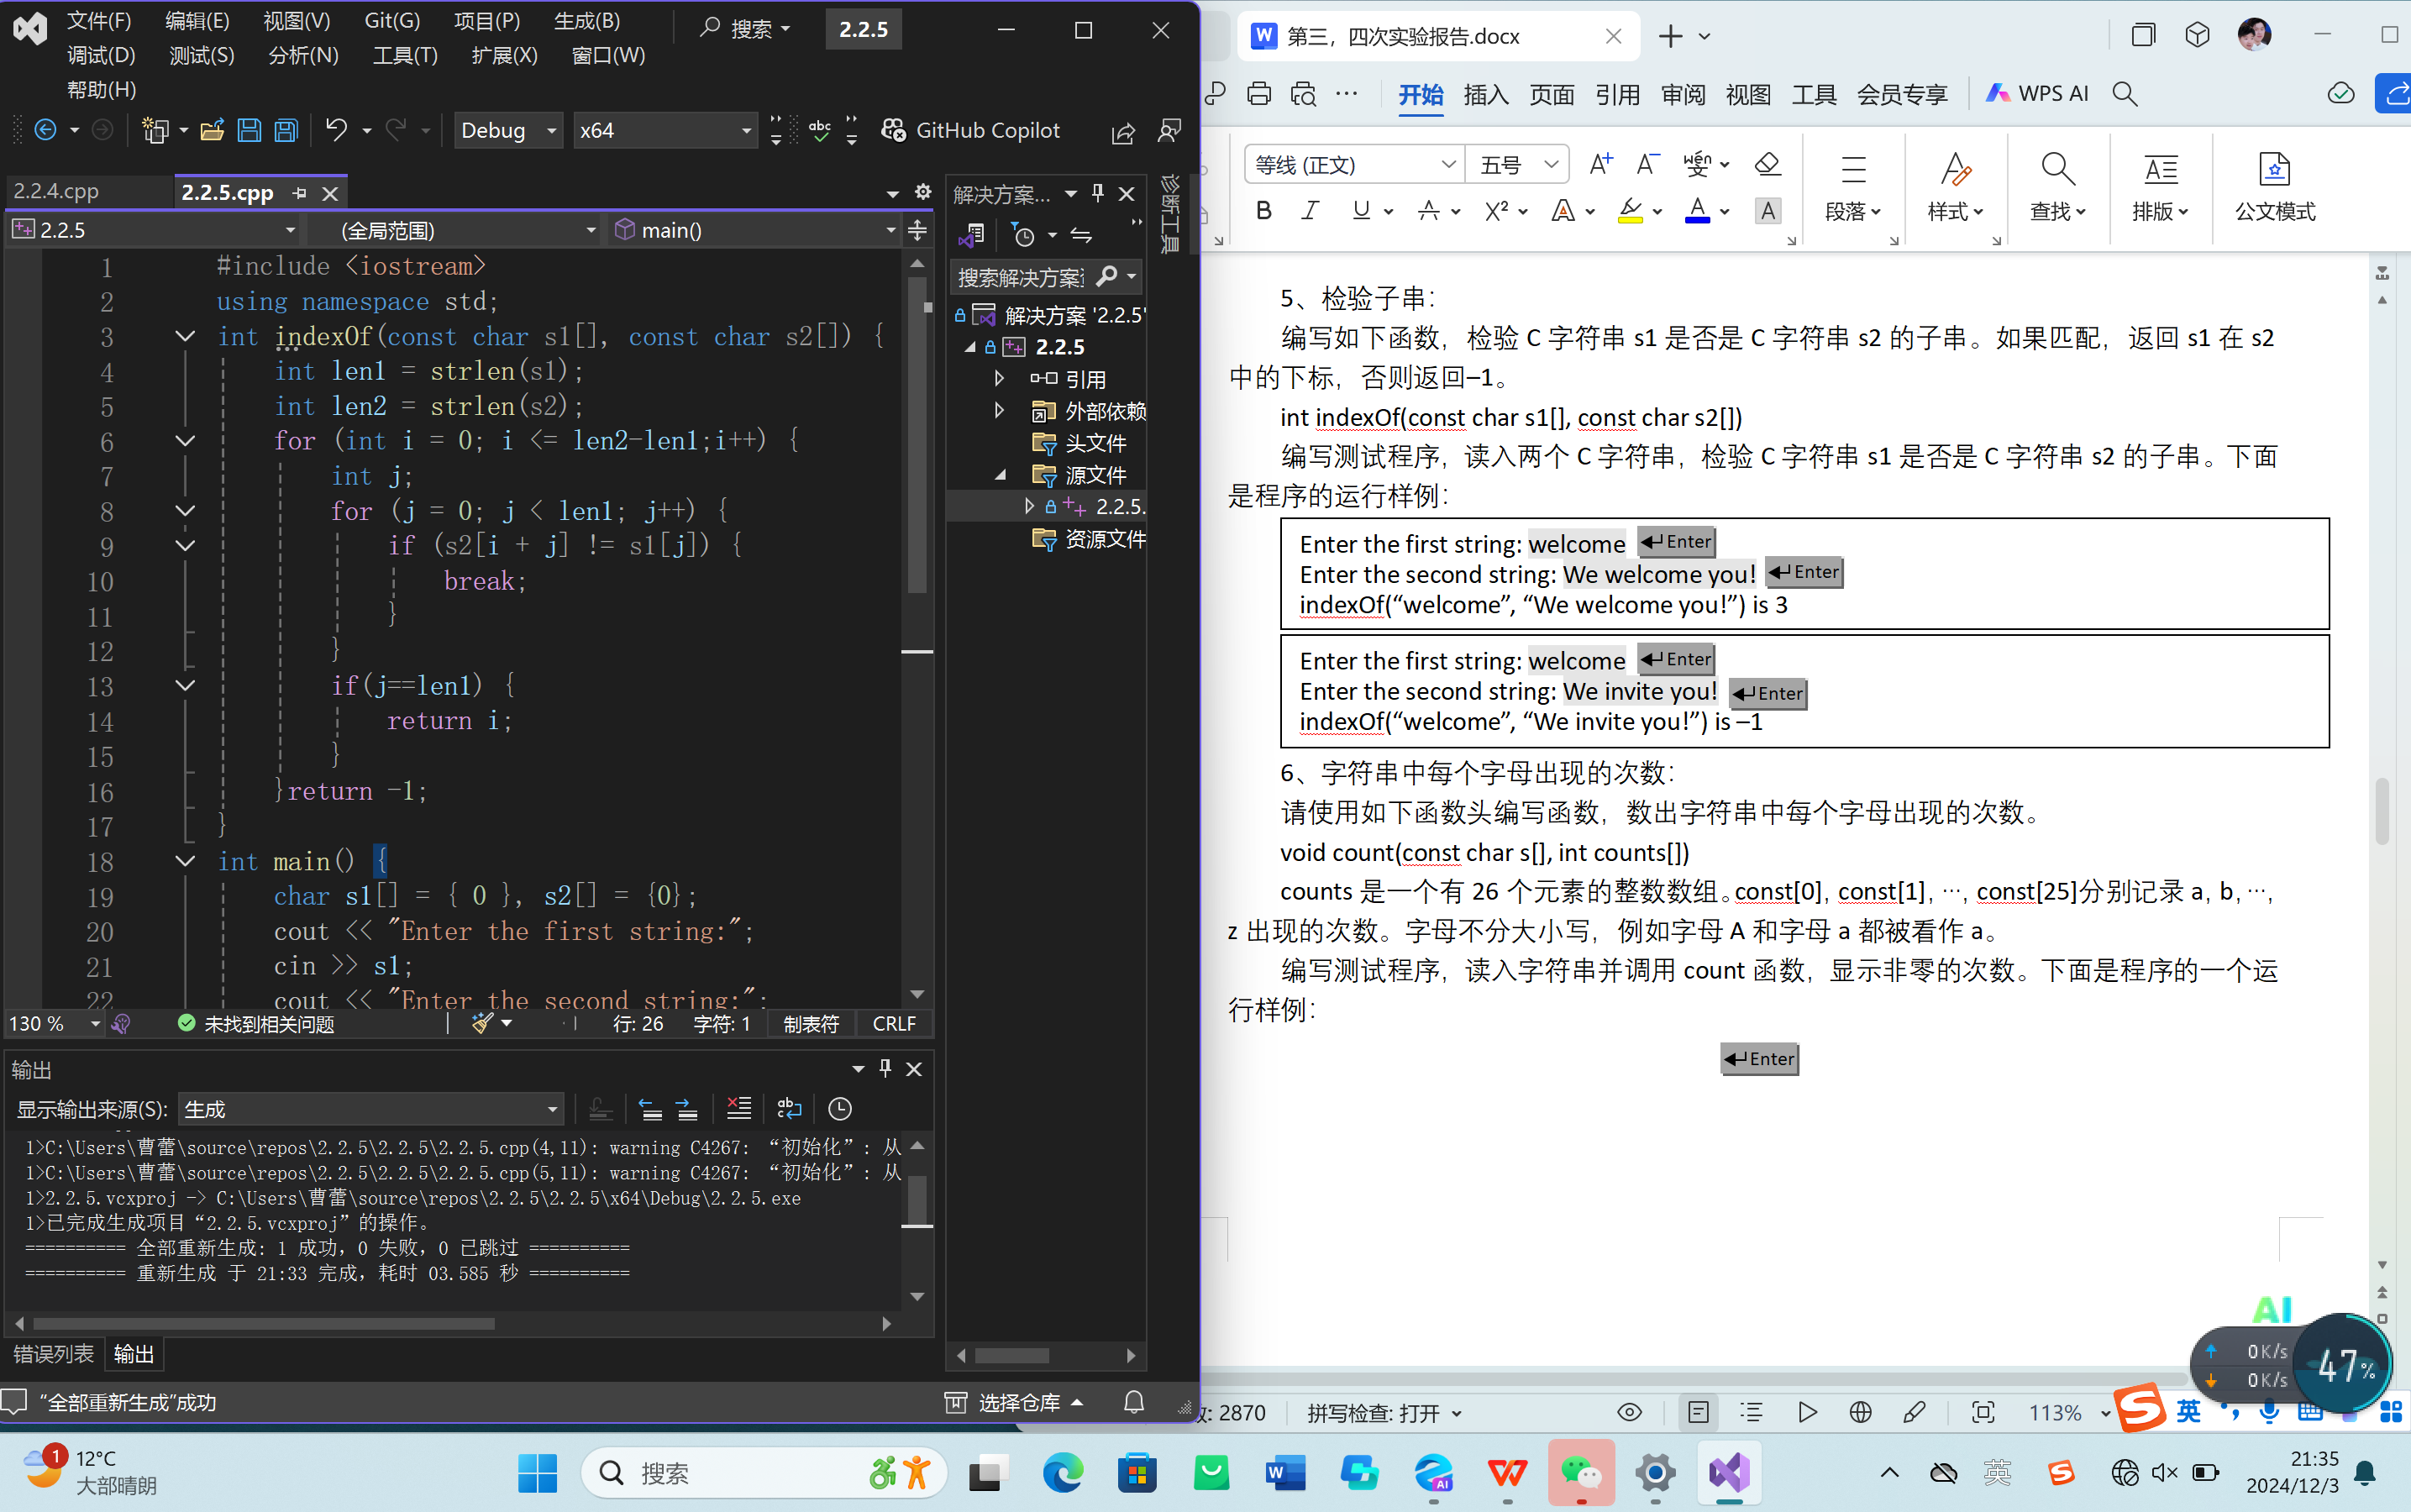 文件(F) 编辑(E) 视图(V) Git(G) 项目(P) 生成(B)
搜索
2.2.5
调试(D) 测试(S) 分析(N) 工具(T) 扩展(X) 窗口(W)
帮助(H)
Debug x64 GitHub Copilot
2.2.4.cpp 2.2.5.cpp
2.2.5 (全局范围) main()
1 #include <iostream>
2 using namespace std;
3 int indexOf(const char s1[], const char s2[]) {
4 int len1 = strlen(s1);
5 int len2 = strlen(s2);
6 for (int i = 0; i <= len2-len1;i++) {
7 int j;
8 for (j = 0; j < len1; j++) {
9 if (s2[i + j] != s1[j]) {
10 break;
11 }
12 }
13 if(j==len1) {
14 return i;
15 }
16 }return -1;
17 }
18 int main() {
19 char s1[] = { 0 }, s2[] = {0};
20 cout << "Enter the first string:";
21 cin >> s1;
22 cout << "Enter the second string:";
130 % 未找到相关问题 行: 26 字符: 1 制表符 CRLF
解决方案...
搜索解决方案
解决方案 '2.2.5'
2.2.5
引用
外部依赖
头文件
源文件
2.2.5.
资源文件
诊断工具
输出
显示输出来源(S): 生成
1>C:\Users\曹蕾\source\repos\2.2.5\2.2.5\2.2.5.cpp(4,11): warning C4267: “初始化”: 从
1>C:\Users\曹蕾\source\repos\2.2.5\2.2.5\2.2.5.cpp(5,11): warning C4267: “初始化”: 从
1>2.2.5.vcxproj -> C:\Users\曹蕾\source\repos\2.2.5\2.2.5\x64\Debug\2.2.5.exe
1>已完成生成项目“2.2.5.vcxproj”的操作。
========== 全部重新生成: 1 成功，0 失败，0 已跳过 ==========
========== 重新生成 于 21:33 完成，耗时 03.585 秒 ==========
错误列表 输出
“全部重新生成”成功 选择仓库
第三，四次实验报告.docx
开始 插入 页面 引用 审阅 视图 工具 会员专享 WPS AI
等线 (正文) 五号
段落 样式 查找 排版 公文模式
5、检验子串：
编写如下函数，检验 C 字符串 s1 是否是 C 字符串 s2 的子串。如果匹配，返回 s1 在 s2
中的下标，否则返回–1。
int indexOf(const char s1[], const char s2[])
编写测试程序，读入两个 C 字符串，检验 C 字符串 s1 是否是 C 字符串 s2 的子串。下面
是程序的运行样例：
Enter the first string: welcome Enter
Enter the second string: We welcome you! Enter
indexOf(“welcome”, “We welcome you!”) is 3
Enter the first string: welcome Enter
Enter the second string: We invite you! Enter
indexOf(“welcome”, “We invite you!”) is –1
6、字符串中每个字母出现的次数：
请使用如下函数头编写函数，数出字符串中每个字母出现的次数。
void count(const char s[], int counts[])
counts 是一个有 26 个元素的整数数组。const[0], const[1], …, const[25]分别记录 a, b, …,
z 出现的次数。字母不分大小写，例如字母 A 和字母 a 都被看作 a。
编写测试程序，读入字符串并调用 count 函数，显示非零的次数。下面是程序的一个运
行样例：
Enter
AI
0K/s
0K/s
47%
: 2870 拼写检查: 打开 113%
英
1 12°C
大部晴朗
搜索
英
21:35
2024/12/3